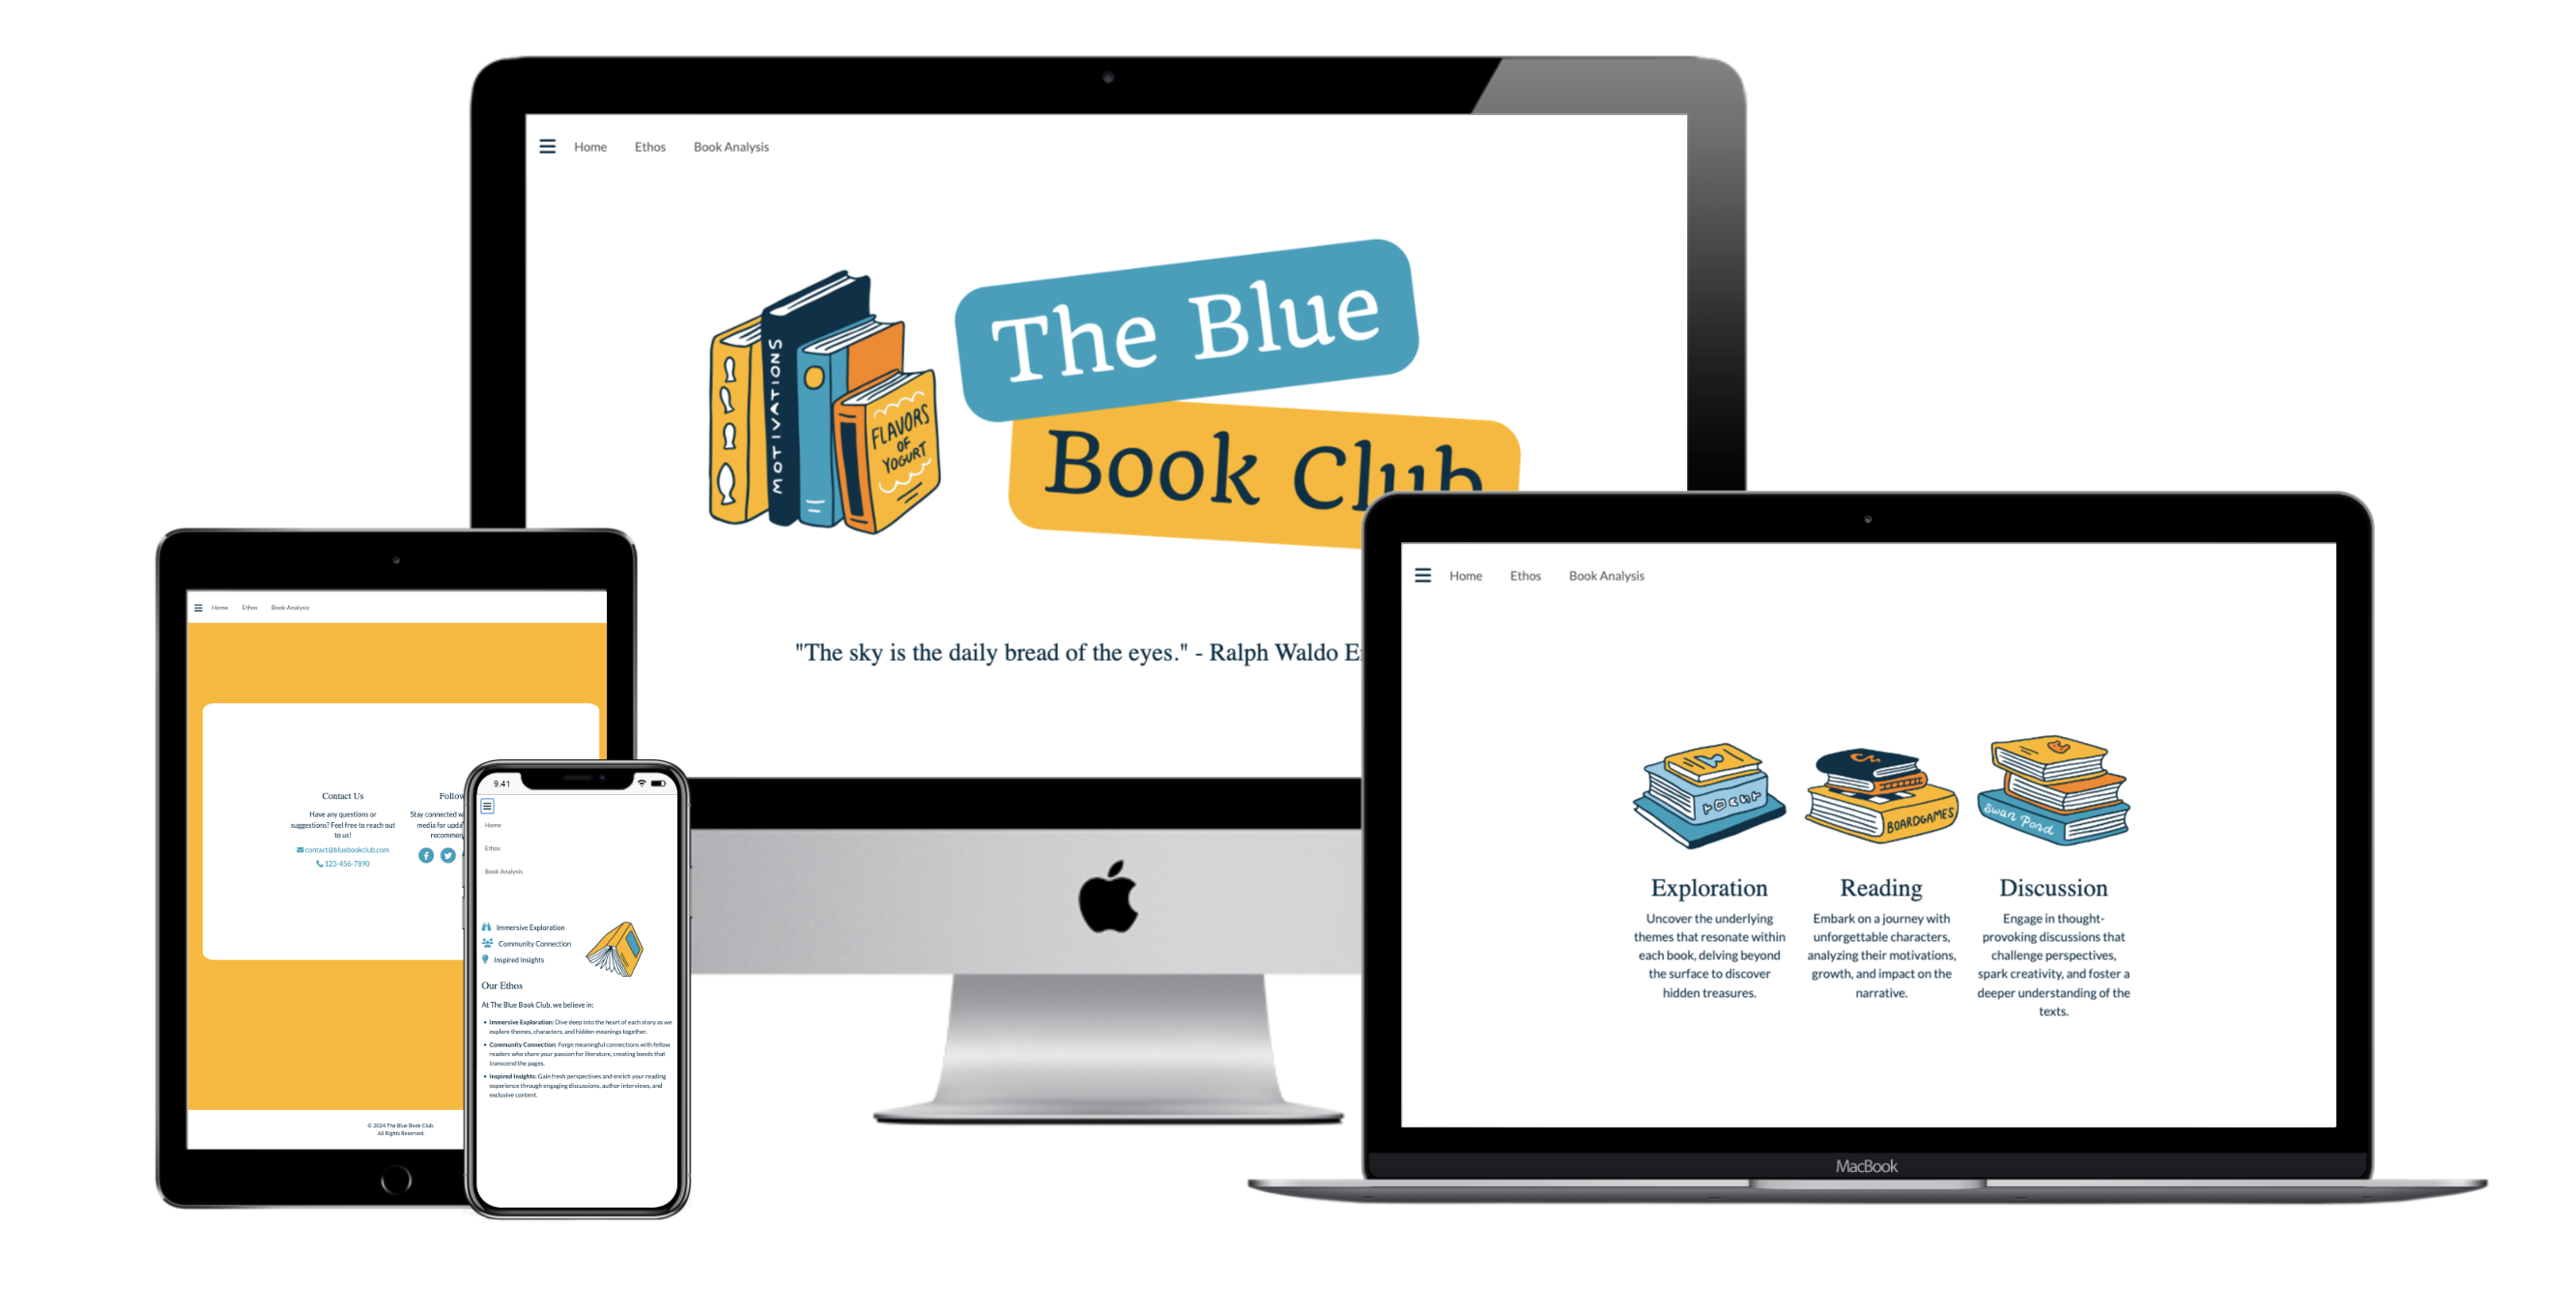 Home Ethos Book Analysis
The Blue
Book Club
MOTIVATIONS
FLAVORS
OF
YOGURT
"The sky is the daily bread of the eyes." - Ralph Waldo
Home Ethos Book Analysis
BOARDGAMES
Swan Pond
Exploration
Uncover the underlying
themes that resonate within
each book, delving beyond
the surface to discover
hidden treasures.
Reading
Embark on a journey with
unforgettable characters,
analyzing their motivations,
growth, and impact on the
narrative.
Discussion
Engage in thought-
provoking discussions that
challenge perspectives,
spark creativity, and foster a
deeper understanding of the
texts.
MacBook
Home Ethos Book Analysis
Contact Us
Have any questions or
suggestions? Feel free to reach out
to us!
contact@bluebookclub.com
123-456-7890
Follow
Stay connected
media for
© 2024 The Blue Book Club.
All Rights Reserved.
9.41
Home
Ethos
Book Analysis
Immersive Exploration
Community Connection
Inspired Insights
Our Ethos
At The Blue Book Club, we believe in:
• Immersive Exploration: Dive deep into the heart of each story as we
explore themes, characters, and hidden meanings together.
• Community Connection: Forge meaningful connections with fellow
readers who share your passion for literature, creating bonds that
transcend the pages.
• Inspired Insights: Gain fresh perspectives and enrich your reading
experience through engaging discussions, author interviews, and
exclusive content.